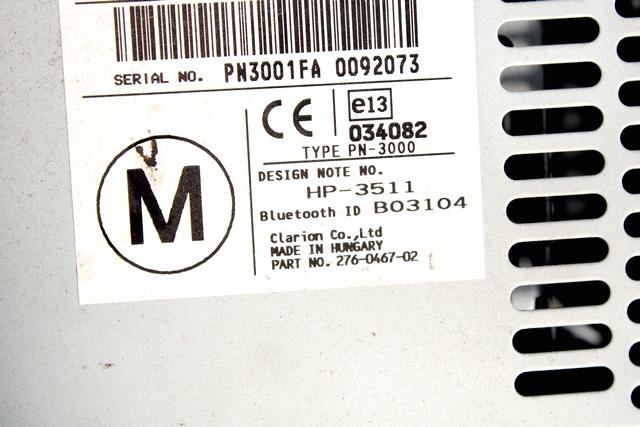 SERIAL NO. PN3001FA 0092073
CE e13
034082
TYPE PN-3000
M
DESIGN NOTE NO.
HP-3511
Bluetooth ID B03104
Clarion Co.,Ltd
MADE IN HUNGARY
PART NO. 276-0467-02